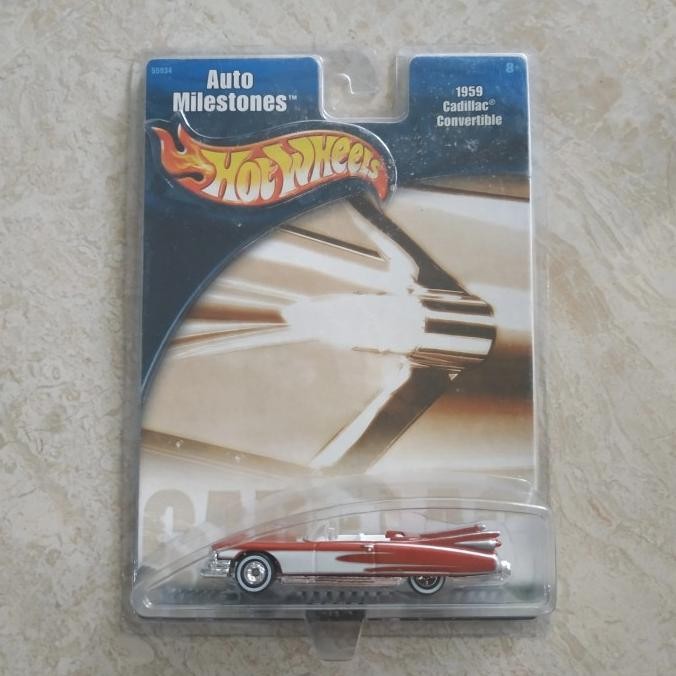 55934
8+
Auto
Milestones™
1959
Cadillac®
Convertible
HOT WHEELS